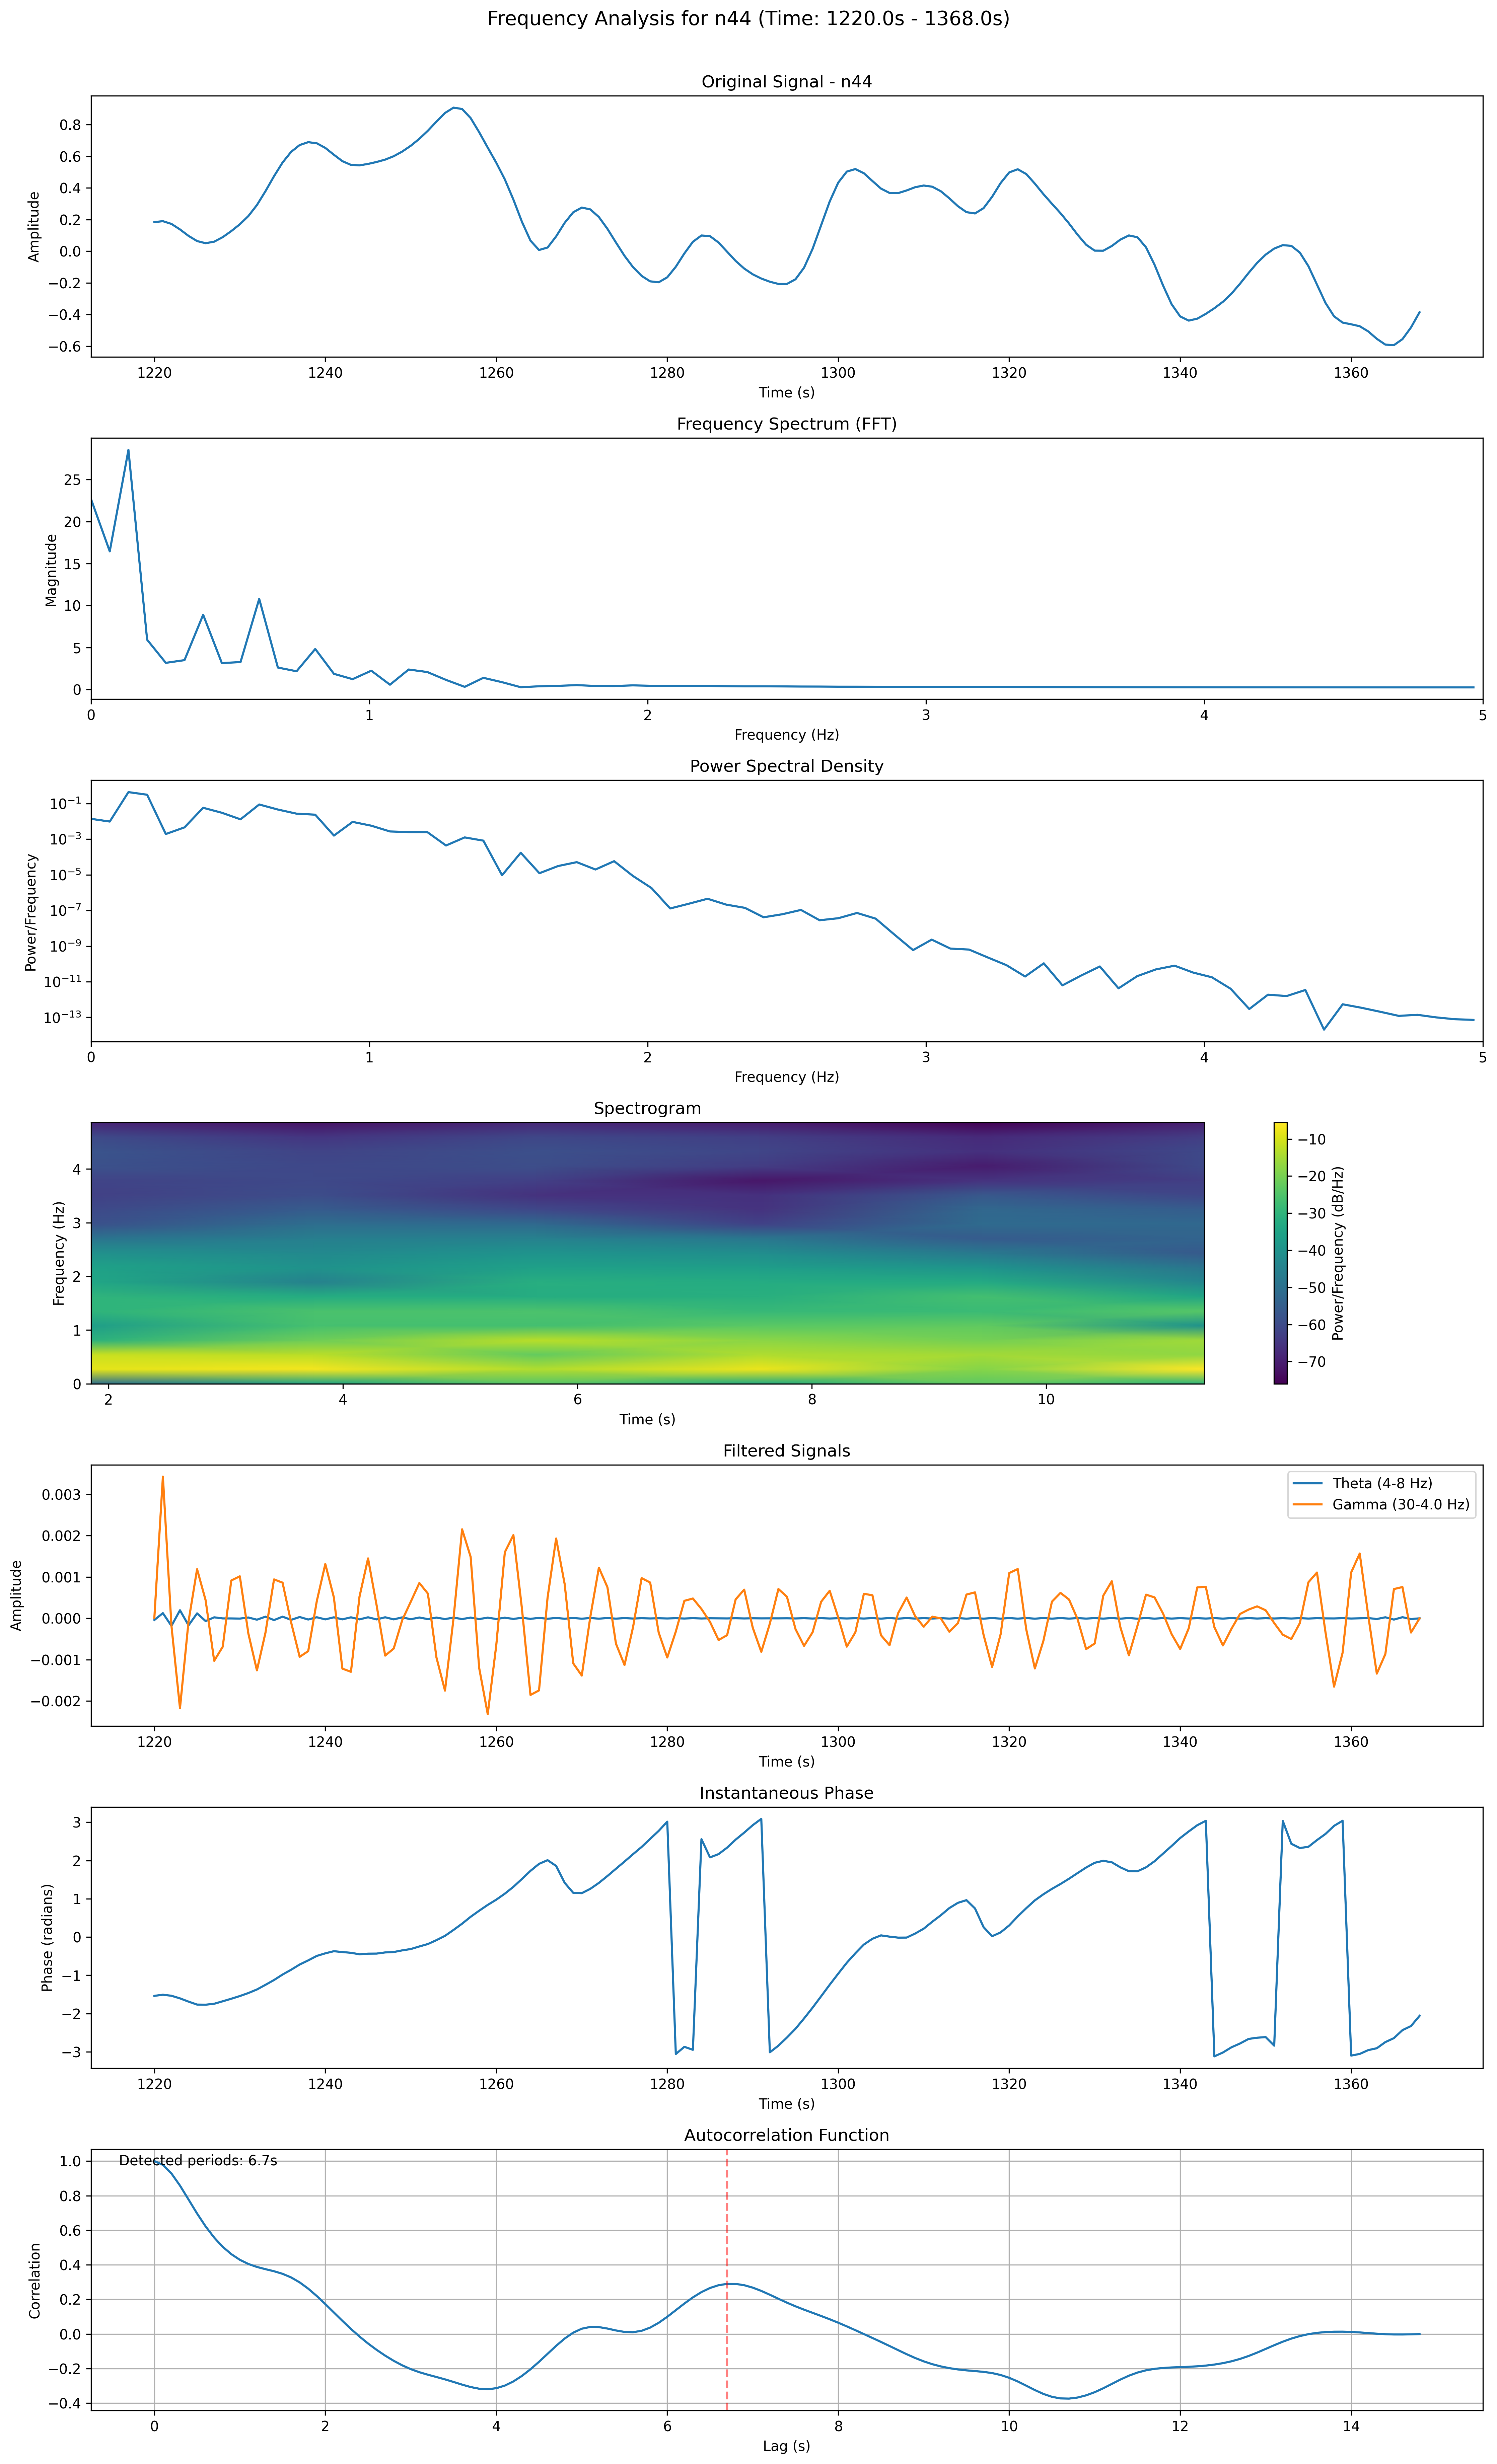 Frequency Analysis for n44 (Time: 1220.0s - 1368.0s)
Original Signal - n44
0.8
0.6
0.4
0.2
0.0
−0.2
−0.4
−0.6
Amplitude
1220 1240 1260 1280 1300 1320 1340 1360
Time (s)
Frequency Spectrum (FFT)
25
20
15
10
5
0
Magnitude
0 1 2 3 4 5
Frequency (Hz)
Power Spectral Density
10⁻¹
10⁻³
10⁻⁵
10⁻⁷
10⁻⁹
10⁻¹¹
10⁻¹³
Power/Frequency
0 1 2 3 4 5
Frequency (Hz)
Spectrogram
4
3
2
1
0
Frequency (Hz)
2 4 6 8 10
Time (s)
−10
−20
−30
−40
−50
−60
−70
Power/Frequency (dB/Hz)
Filtered Signals
Theta (4-8 Hz)
Gamma (30-4.0 Hz)
0.003
0.002
0.001
0.000
−0.001
−0.002
Amplitude
1220 1240 1260 1280 1300 1320 1340 1360
Time (s)
Instantaneous Phase
3
2
1
0
−1
−2
−3
Phase (radians)
1220 1240 1260 1280 1300 1320 1340 1360
Time (s)
Autocorrelation Function
Detected periods: 6.7s
1.0
0.8
0.6
0.4
0.2
0.0
−0.2
−0.4
Correlation
0 2 4 6 8 10 12 14
Lag (s)